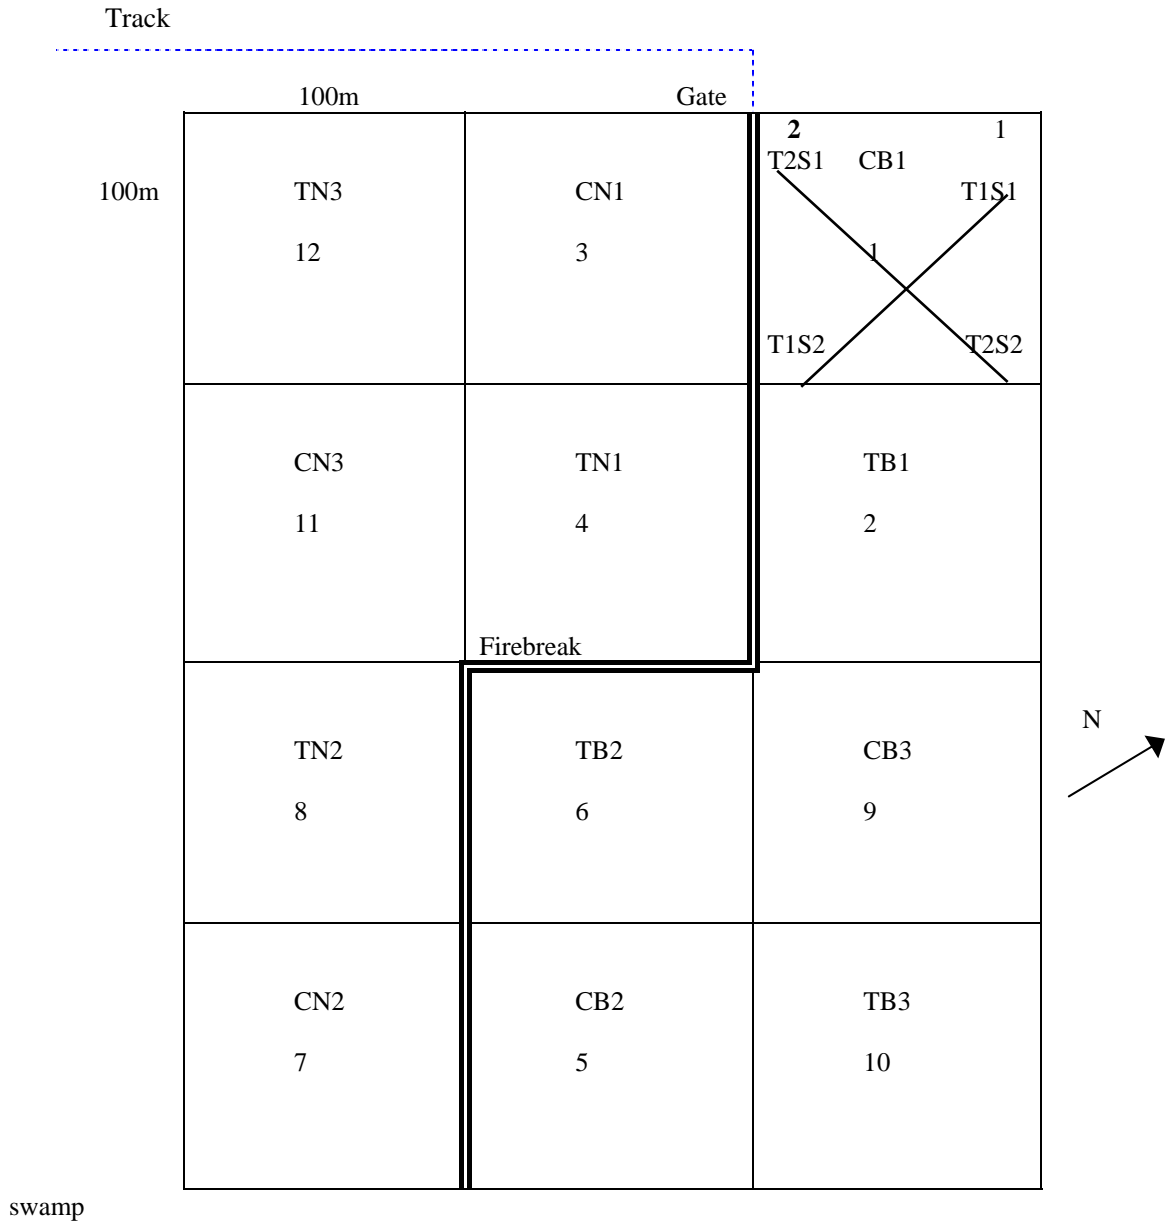 Track
100m Gate
2 1
T2S1 CB1
100m TN3 CN1 T1S1
12 3 1
T1S2 T2S2
CN3 TN1 TB1
11 4 2
Firebreak
N
TN2 TB2 CB3
8 6 9
CN2 CB2 TB3
7 5 10
swamp